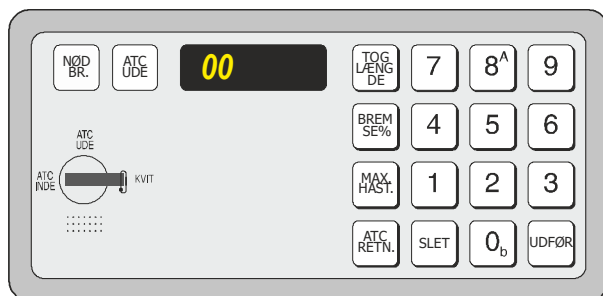 NØD
BR.
ATC
UDE
00
TOG
LÆNG
DE
7
8A
9
BREM
SE%
4
5
6
ATC
UDE
ATC
INDE
KVIT
MAX.
HAST.
1
2
3
ATC
RETN.
SLET
0b
UDFØR